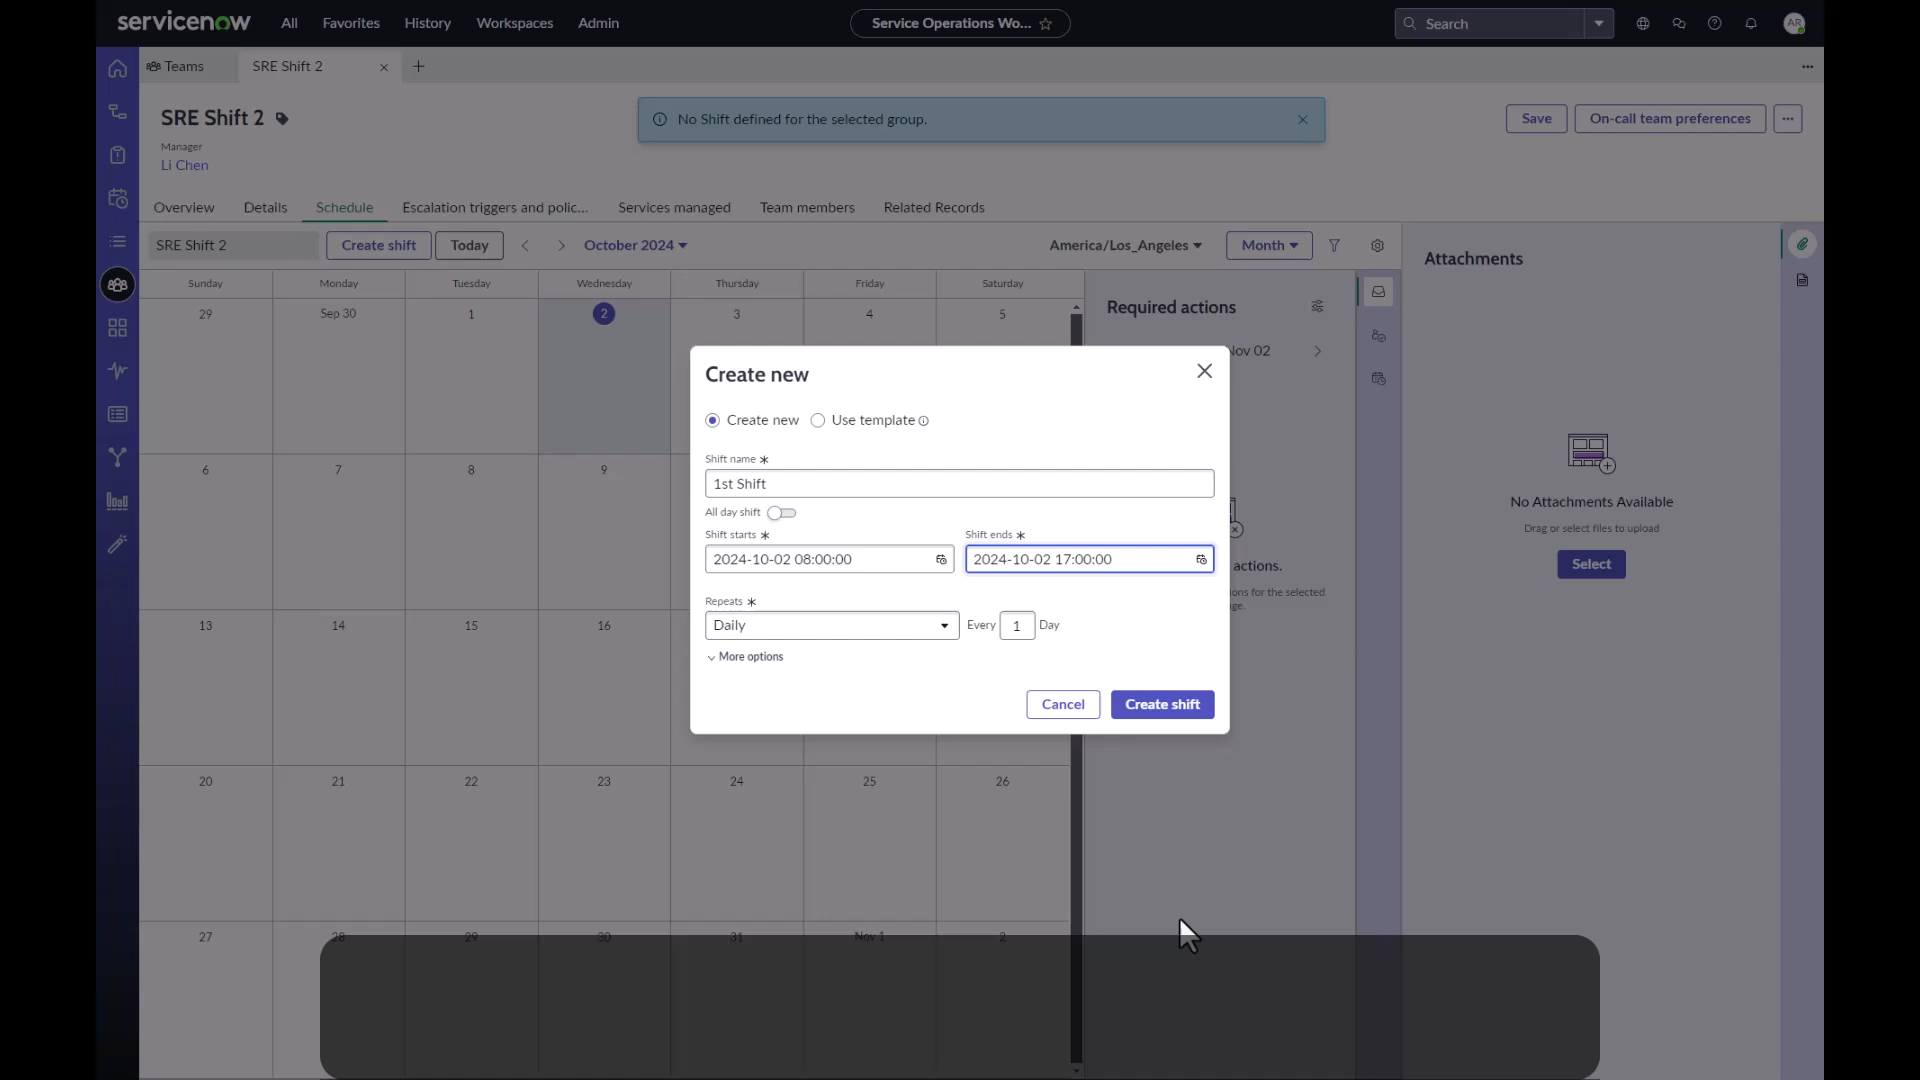 servicenow
All
Favorites
History
Workspaces
Admin
Service Operations Wo...
Search
AR
Teams
SRE Shift 2
SRE Shift 2
No Shift defined for the selected group.
Save
On-call team preferences
Manager
Li Chen
Overview
Details
Schedule
Escalation triggers and polic...
Services managed
Team members
Related Records
SRE Shift 2
Create shift
Today
October 2024
America/Los_Angeles
Month
Attachments
Sunday
Monday
Tuesday
Wednesday
Thursday
Friday
Saturday
29
Sep 30
1
2
3
4
5
Required actions
Nov 02
Create new
Create new
Use template
Shift name *
1st Shift
All day shift
Shift starts *
Shift ends *
2024-10-02 08:00:00
2024-10-02 17:00:00
Repeats *
Daily
Every
1
Day
More options
Cancel
Create shift
actions.
ons for the selected
ge.
No Attachments Available
Drag or select files to upload
Select
6
7
8
9
13
14
15
16
20
21
22
23
24
25
26
27
28
29
30
31
Nov 1
2